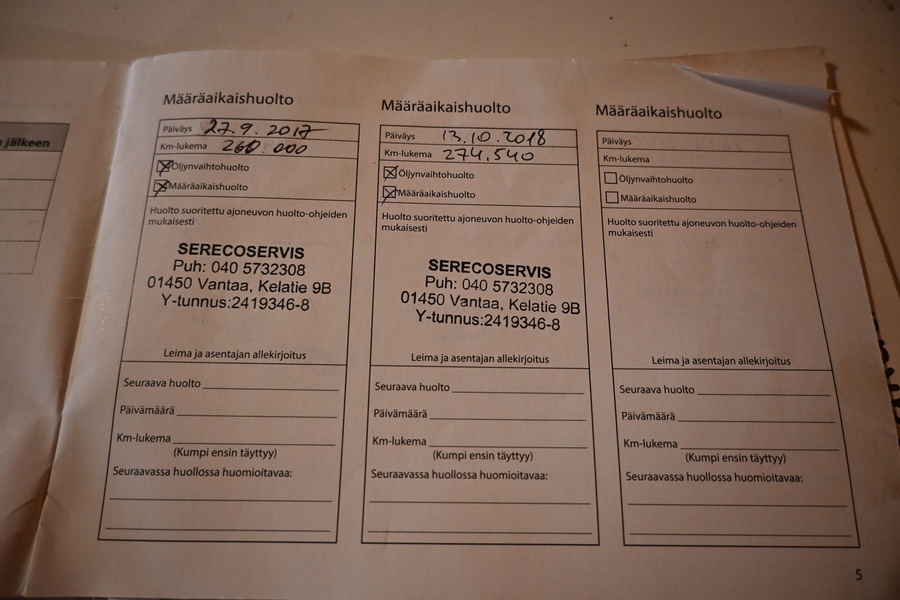 n jälkeen
Määräaikaishuolto
Päiväys 27.9.2017
Km-lukema 260.000
Öljynvaihtohuolto
Määräaikaishuolto
Huolto suoritettu ajoneuvon huolto-ohjeiden
mukaisesti
SERECOSERVIS
Puh: 040 5732308
01450 Vantaa, Kelatie 9B
Y-tunnus:2419346-8
Leima ja asentajan allekirjoitus
Seuraava huolto
Päivämäärä
Km-lukema
(Kumpi ensin täyttyy)
Seuraavassa huollossa huomioitavaa:
Määräaikaishuolto
Päiväys 13.10.2018
Km-lukema 274.540
Öljynvaihtohuolto
Määräaikaishuolto
Huolto suoritettu ajoneuvon huolto-ohjeiden
mukaisesti
SERECOSERVIS
Puh: 040 5732308
01450 Vantaa, Kelatie 9B
Y-tunnus:2419346-8
Leima ja asentajan allekirjoitus
Seuraava huolto
Päivämäärä
Km-lukema
(Kumpi ensin täyttyy)
Seuraavassa huollossa huomioitavaa:
Määräaikaishuolto
Päiväys
Km-lukema
Öljynvaihtohuolto
Määräaikaishuolto
Huolto suoritettu ajoneuvon huolto-ohjeiden
mukaisesti
Leima ja asentajan allekirjoitus
Seuraava huolto
Päivämäärä
Km-lukema
(Kumpi ensin täyttyy)
Seuraavassa huollossa huomioitavaa:
5